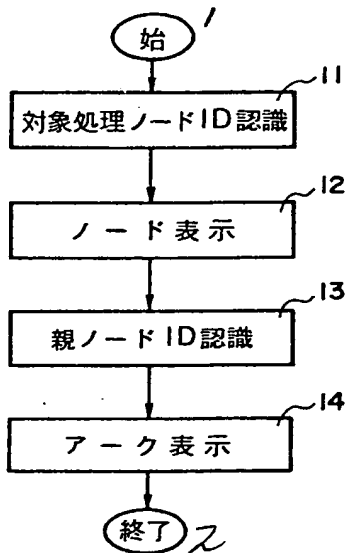 始 1
11
対象処理ノードID認識
12
ノード表示
13
親ノードID認識
14
アーク表示
終了 2